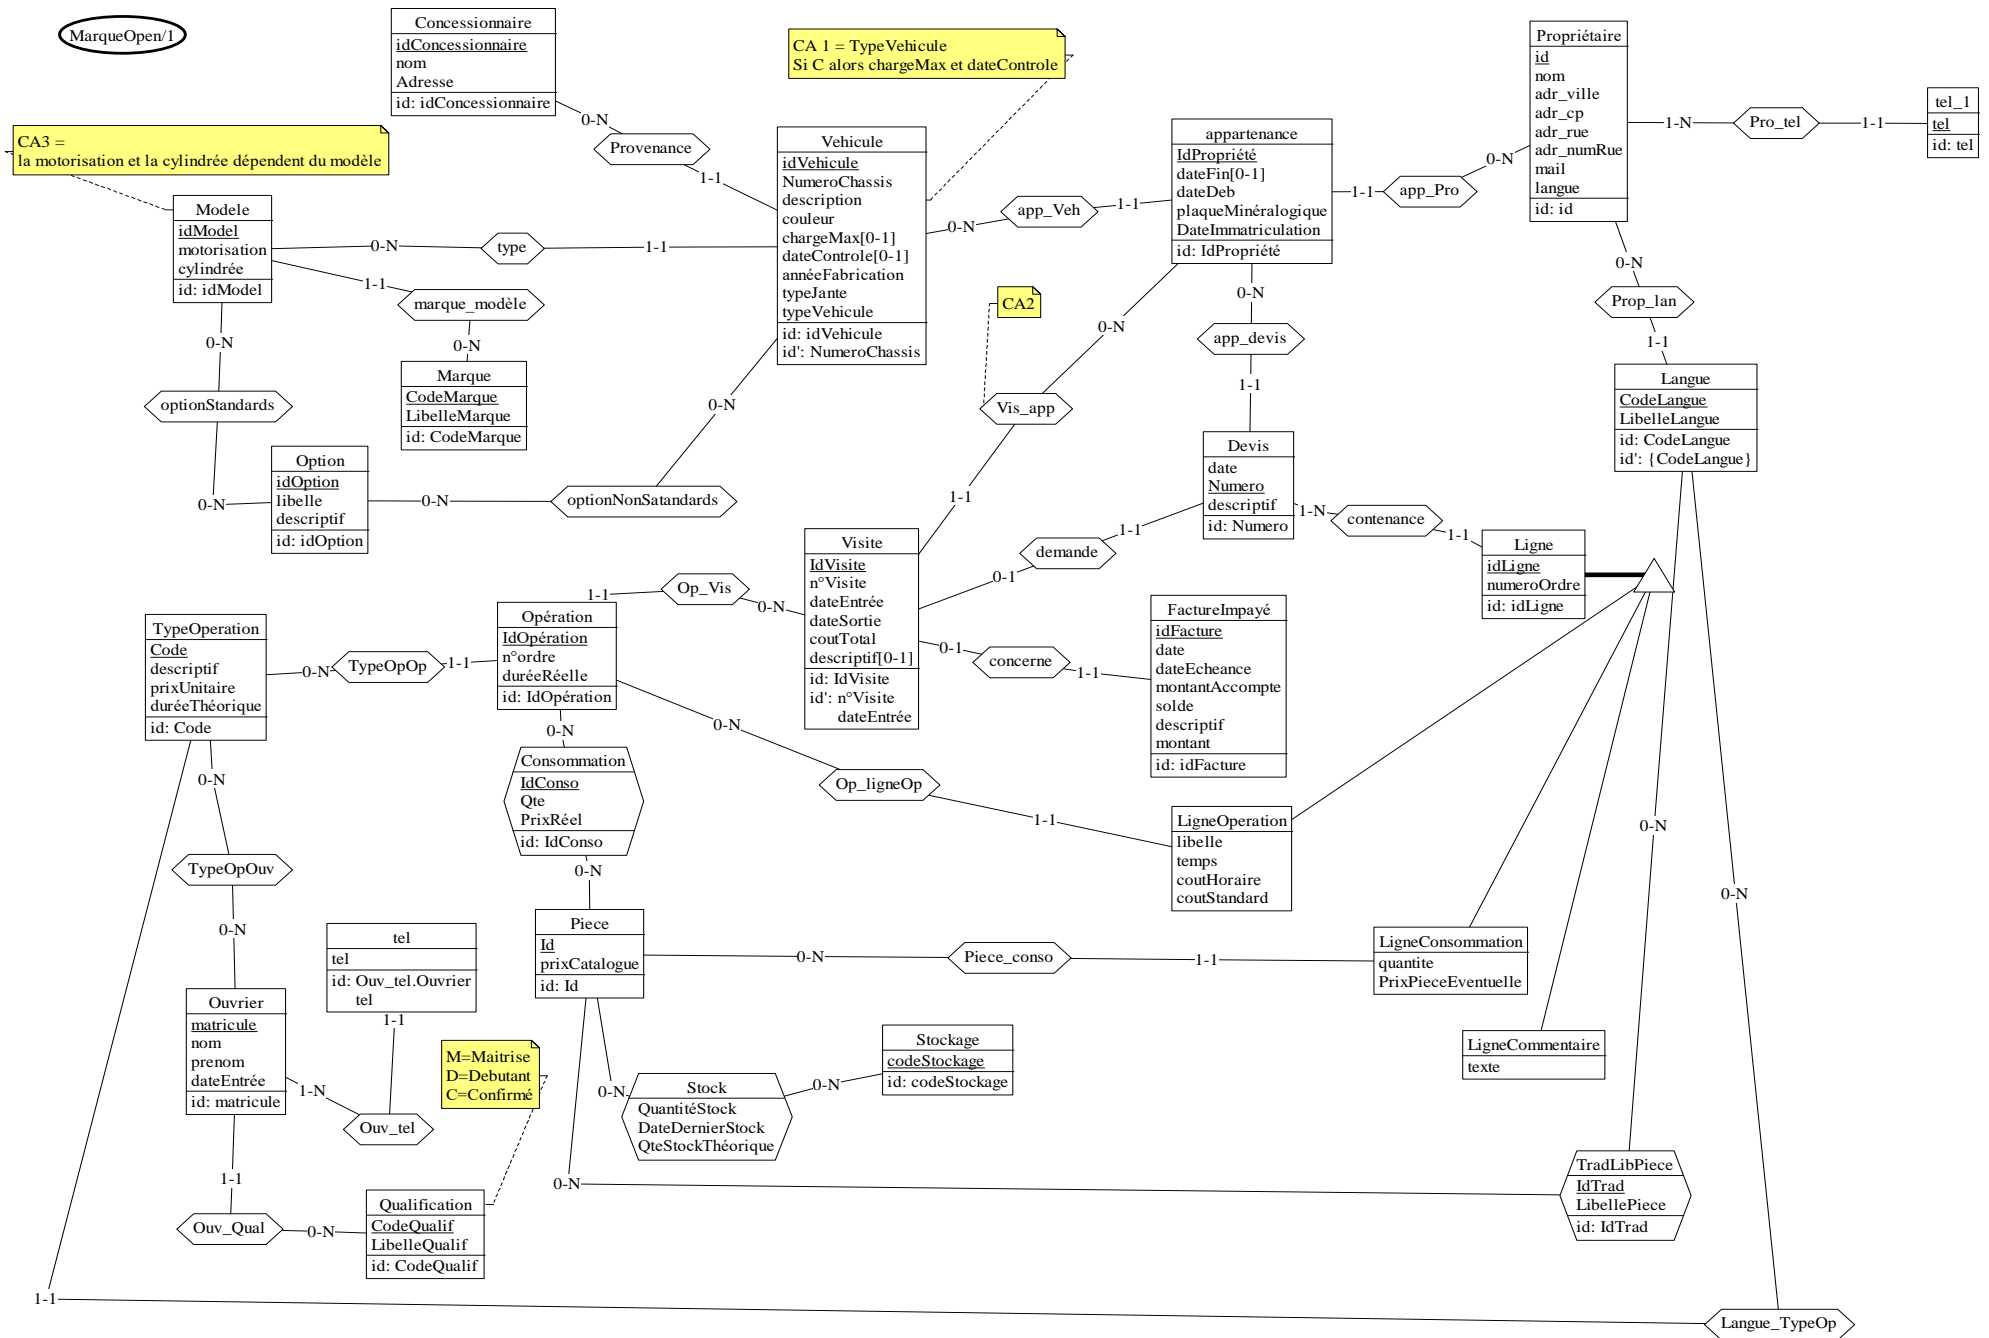 MarqueOpen/1
Concessionnaire
idConcessionnaire
nom
Adresse
id: idConcessionnaire
0-N
Provenance
1-1
CA 1 = TypeVehicule
Si C alors chargeMax et dateControle
CA3 =
la motorisation et la cylindrée dépendent du modèle
Vehicule
idVehicule
NumeroChassis
description
couleur
chargeMax[0-1]
dateControle[0-1]
annéeFabrication
typeJante
typeVehicule
id: idVehicule
id': NumeroChassis
0-N
app_Veh
1-1
appartenance
IdPropriété
dateFin[0-1]
dateDeb
plaqueMinéralogique
DateImmatriculation
id: IdPropriété
1-1
app_Pro
0-N
Propriétaire
id
nom
adr_ville
adr_cp
adr_rue
adr_numRue
mail
langue
id: id
1-N
Pro_tel
1-1
tel_1
tel
id: tel
Modele
idModel
motorisation
cylindrée
id: idModel
0-N
type
1-1
1-1
marque_modèle
0-N
Marque
CodeMarque
LibelleMarque
id: CodeMarque
0-N
optionStandards
0-N
Option
idOption
libelle
descriptif
id: idOption
0-N
optionNonSatandards
0-N
CA2
0-N
Vis_app
1-1
0-N
app_devis
1-1
Devis
date
Numero
descriptif
id: Numero
1-N
contenance
1-1
Ligne
idLigne
numeroOrdre
id: idLigne
0-N
Prop_lan
1-1
Langue
CodeLangue
LibelleLangue
id: CodeLangue
id': {CodeLangue}
Visite
IdVisite
n°Visite
dateEntrée
dateSortie
coutTotal
descriptif[0-1]
id: IdVisite
id': n°Visite
dateEntrée
1-1
demande
0-1
0-1
concerne
1-1
FactureImpayé
idFacture
date
dateEcheance
montantAccompte
solde
descriptif
montant
id: idFacture
1-1
Op_Vis
0-N
Opération
IdOpération
n°ordre
duréeRéelle
id: IdOpération
TypeOperation
Code
descriptif
prixUnitaire
duréeThéorique
id: Code
0-N
TypeOpOp
1-1
0-N
Op_ligneOp
1-1
LigneOperation
libelle
temps
coutHoraire
coutStandard
0-N
Consommation
IdConso
Qte
PrixRéel
id: IdConso
0-N
0-N
TypeOpOuv
0-N
Piece
Id
prixCatalogue
id: Id
0-N
Piece_conso
1-1
LigneConsommation
quantite
PrixPieceEventuelle
LigneCommentaire
texte
tel
tel
id: Ouv_tel.Ouvrier
tel
1-1
Ouvrier
matricule
nom
prenom
dateEntrée
id: matricule
1-N
Ouv_tel
M=Maitrise
D=Debutant
C=Confirmé
0-N
Stock
QuantitéStock
DateDernierStock
QteStockThéorique
0-N
Stockage
codeStockage
id: codeStockage
1-1
Ouv_Qual
0-N
Qualification
CodeQualif
LibelleQualif
id: CodeQualif
0-N
0-N
TradLibPiece
IdTrad
LibellePiece
id: IdTrad
0-N
1-1
Langue_TypeOp